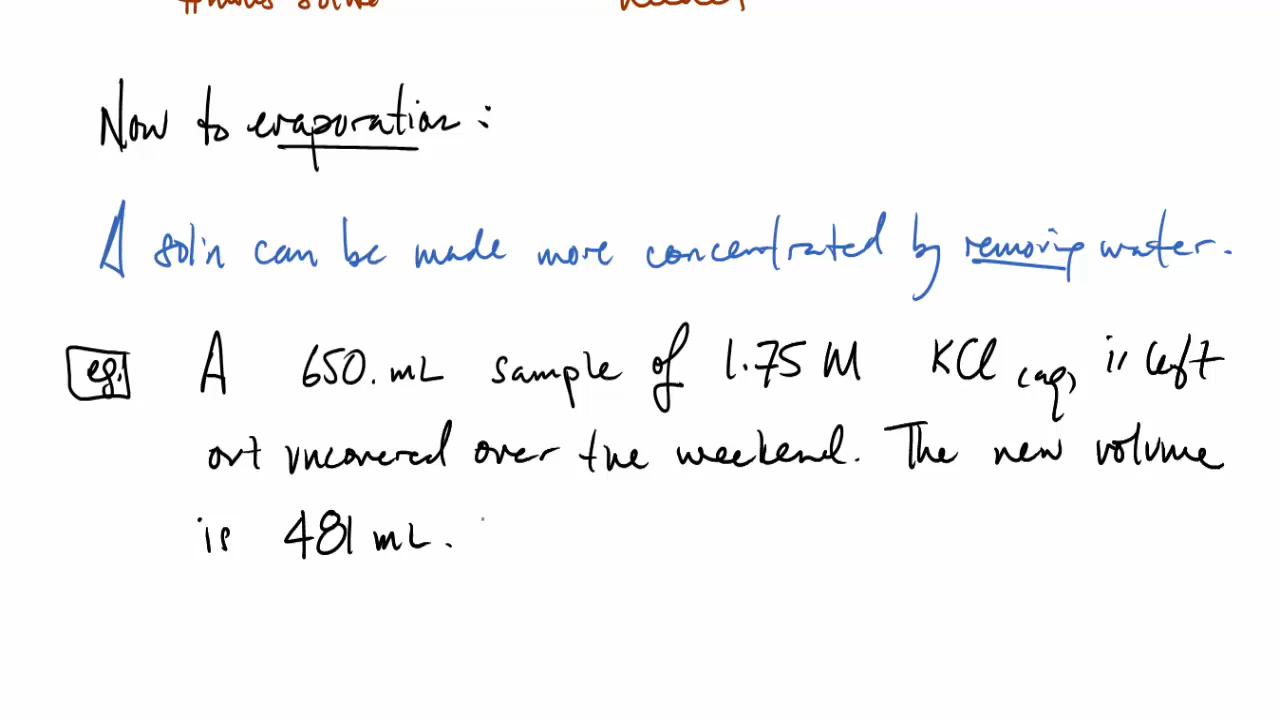 Now to evaporation:
A sol'n can be made more concentrated by removing water.
eg. A 650. mL sample of 1.75 M KCl (aq) is left
out uncovered over the weekend. The new volume
is 481 mL.